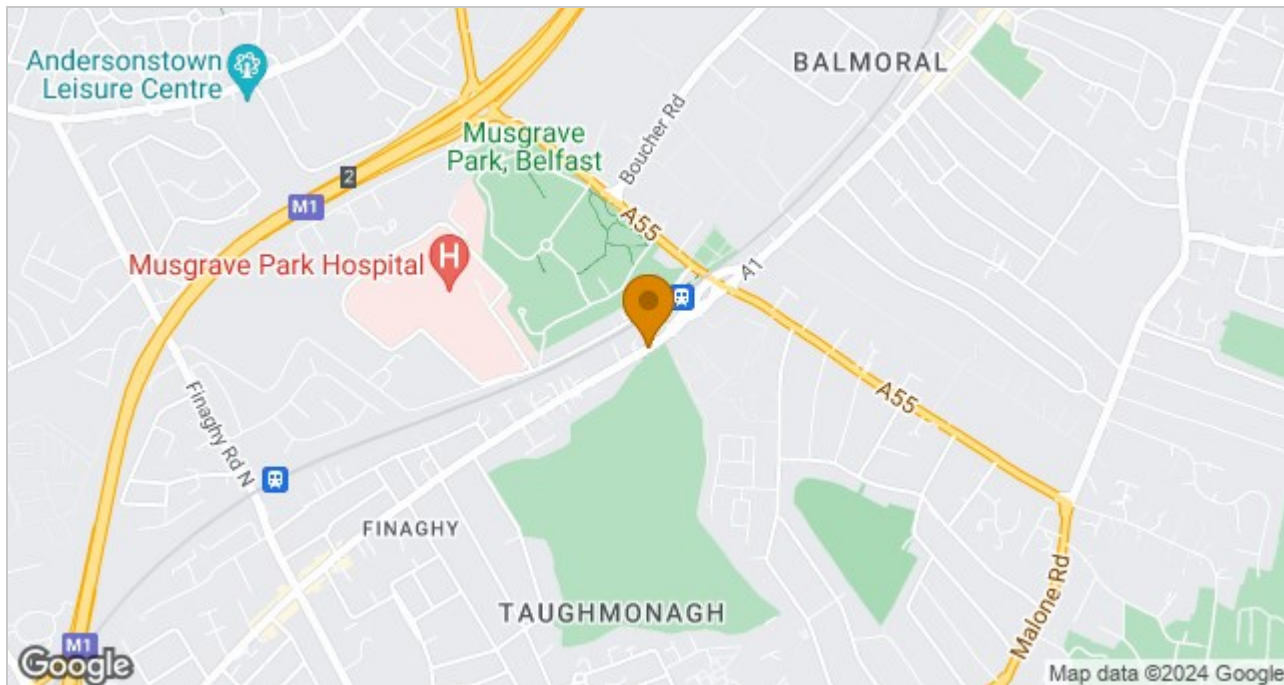 Andersonstown
Leisure Centre
BALMORAL
Musgrave
Park, Belfast
Boucher Rd
2
M1
A55
Musgrave Park Hospital
H
A1
A55
Finaghy Rd N
FINAGHY
TAUGHMONAGH
Malone Rd
M1
Google
Map data ©2024 Google